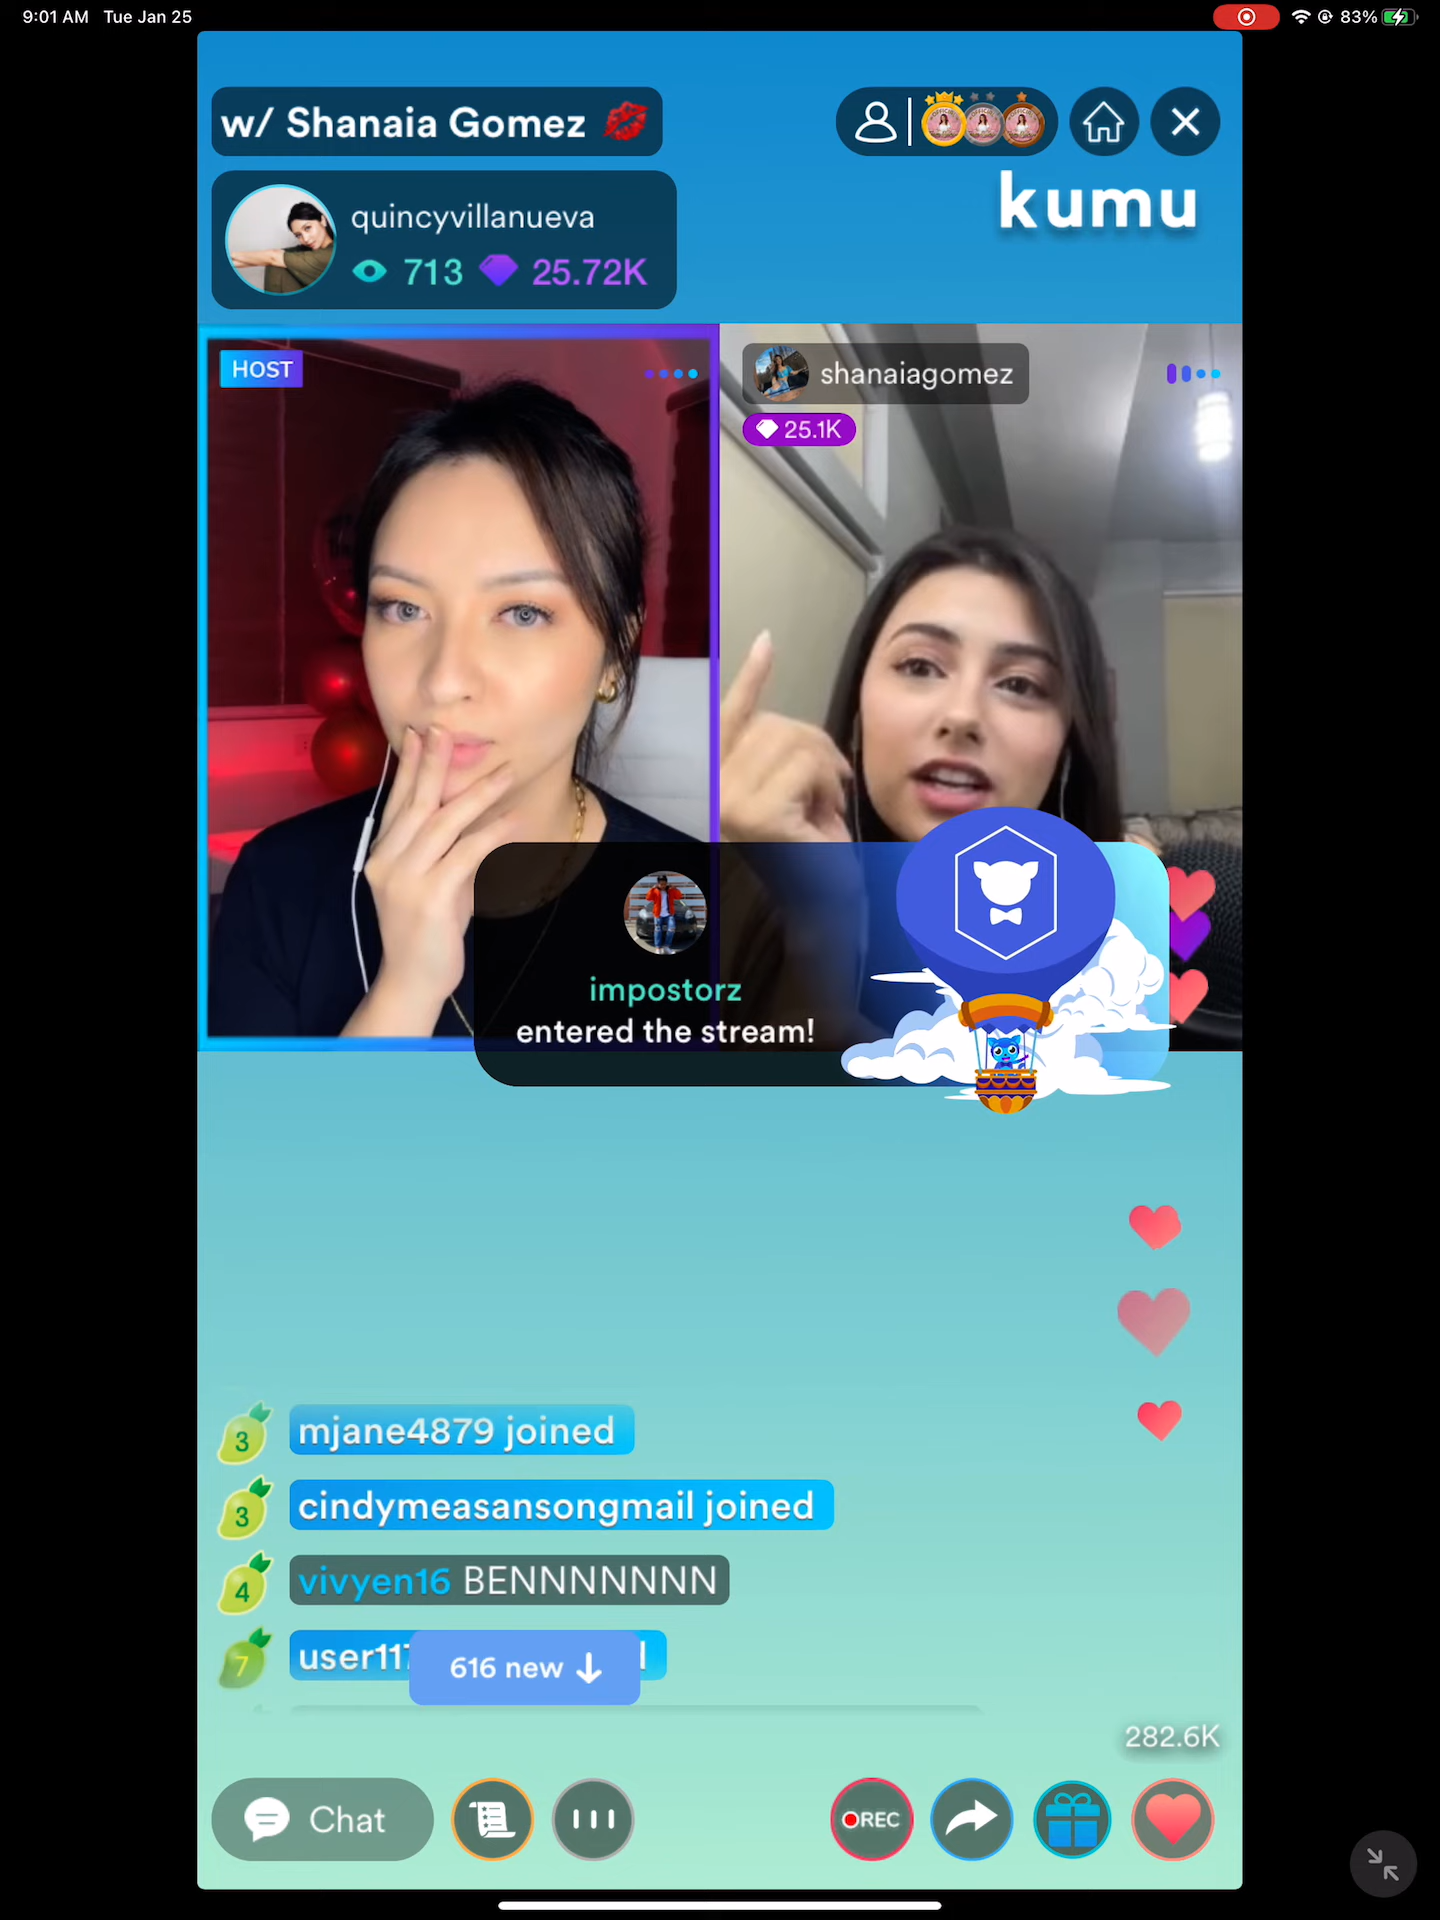 9:01 AM Tue Jan 25
83%
w/ Shanaia Gomez 💋
quincyvillanueva
713 25.72K
kumu
HOST
shanaiagomez
25.1K
impostorz
entered the stream!
3 mjane4879 joined
3 cindymeasansongmail joined
4 vivyen16 BENNNNNNN
7
616 new
282.6K
Chat
REC